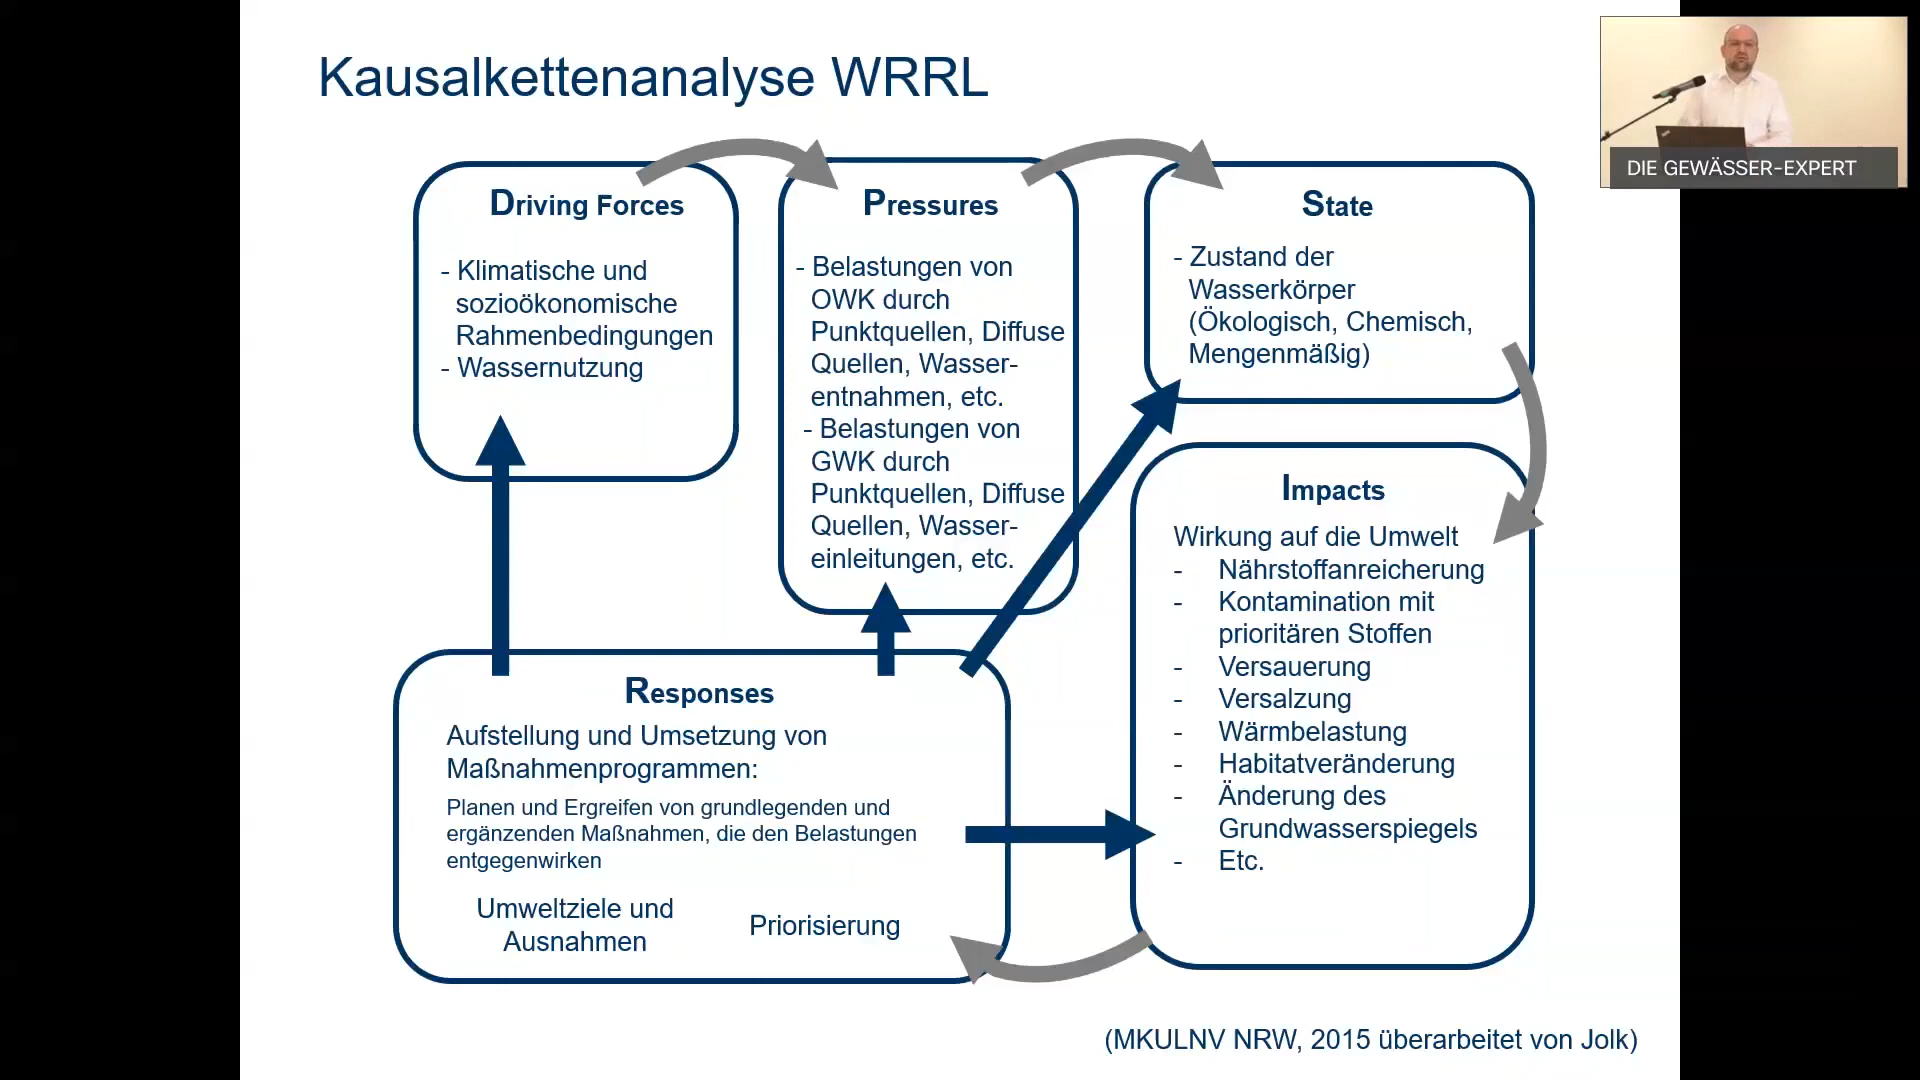 Kausalkettenanalyse WRRL
DIE GEWÄSSER-EXPERT
Driving Forces
- Klimatische und
sozioökonomische
Rahmenbedingungen
- Wassernutzung
Pressures
- Belastungen von
OWK durch
Punktquellen, Diffuse
Quellen, Wasser-
entnahmen, etc.
- Belastungen von
GWK durch
Punktquellen, Diffuse
Quellen, Wasser-
einleitungen, etc.
State
- Zustand der
Wasserkörper
(Ökologisch, Chemisch,
Mengenmäßig)
Impacts
Wirkung auf die Umwelt
- Nährstoffanreicherung
- Kontamination mit
prioritären Stoffen
- Versauerung
- Versalzung
- Wärmbelastung
- Habitatveränderung
- Änderung des
Grundwasserspiegels
- Etc.
Responses
Aufstellung und Umsetzung von
Maßnahmenprogrammen:
Planen und Ergreifen von grundlegenden und
ergänzenden Maßnahmen, die den Belastungen
entgegenwirken
Umweltziele und
Ausnahmen
Priorisierung
(MKULNV NRW, 2015 überarbeitet von Jolk)